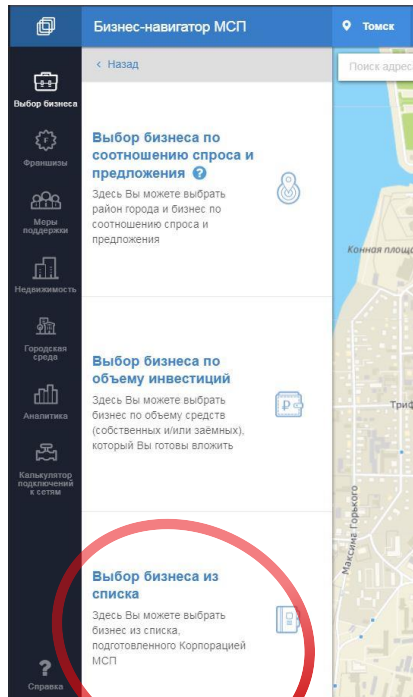 Бизнес-навигатор МСП
Томск
< Назад
Поиск адрес
Выбор бизнеса
Франшизы
Меры
поддержки
Недвижимость
Городская
среда
Аналитика
Калькулятор
подключений
к сетям
?
Справка
Выбор бизнеса по
соотношению спроса и
предложения ?
Здесь Вы можете выбрать
район города и бизнес по
соотношению спроса и
предложения
Выбор бизнеса по
объему инвестиций
Здесь Вы можете выбрать
бизнес по объему средств
(собственных и/или заёмных),
который Вы готовы вложить
₽
Выбор бизнеса из
списка
Здесь Вы можете выбрать
бизнес из списка,
подготовленного Корпорацией
МСП
Конная площ
Триф
Максима Горького